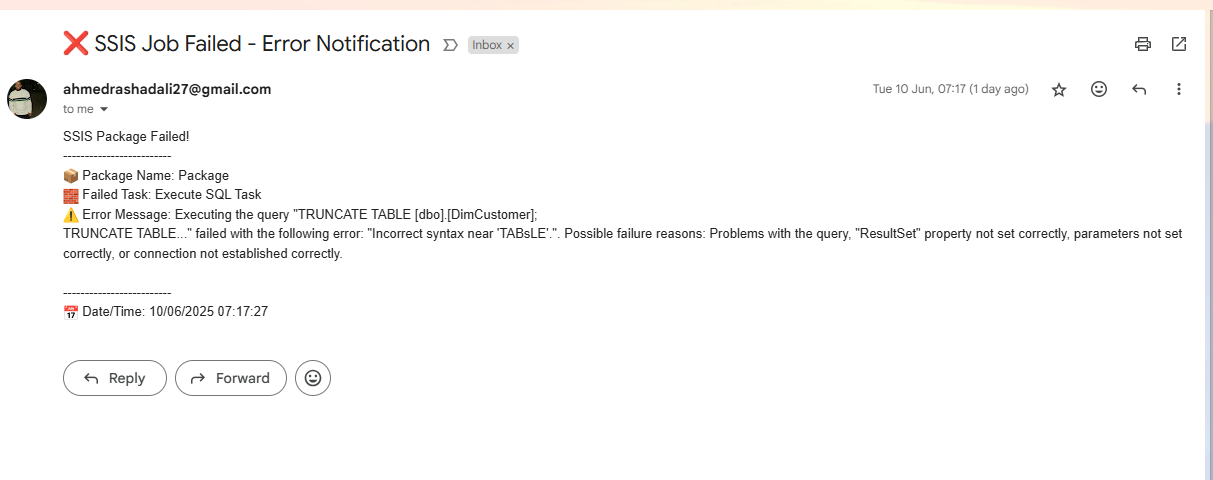 ❌ SSIS Job Failed - Error Notification Inbox ×
ahmedrashadali27@gmail.com Tue 10 Jun, 07:17 (1 day ago)
to me
SSIS Package Failed!
-------------------------
📦 Package Name: Package
🧱 Failed Task: Execute SQL Task
⚠️ Error Message: Executing the query "TRUNCATE TABLE [dbo].[DimCustomer];
TRUNCATE TABLE..." failed with the following error: "Incorrect syntax near 'TABsLE'.". Possible failure reasons: Problems with the query, "ResultSet" property not set correctly, parameters not set
correctly, or connection not established correctly.
-------------------------
📅 Date/Time: 10/06/2025 07:17:27
Reply Forward